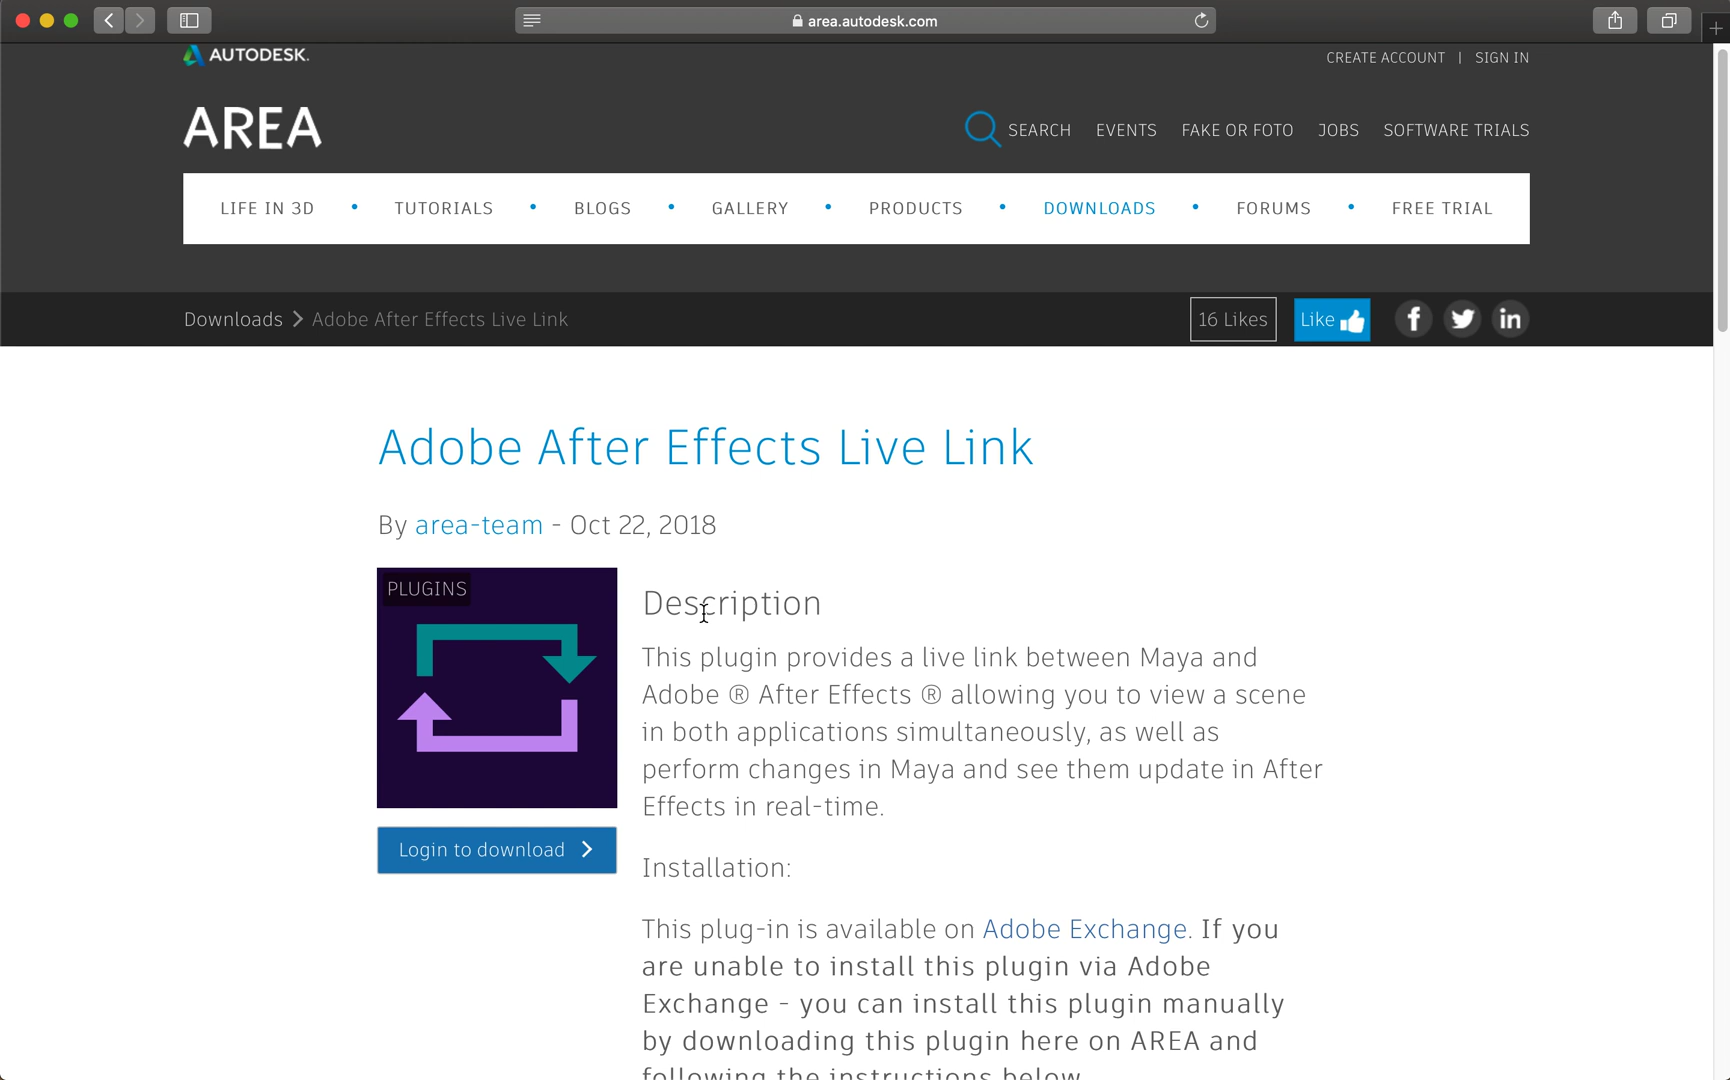 area.autodesk.com
AUTODESK.
CREATE ACCOUNT | SIGN IN
AREA
SEARCH EVENTS FAKE OR FOTO JOBS SOFTWARE TRIALS
LIFE IN 3D • TUTORIALS • BLOGS • GALLERY • PRODUCTS • DOWNLOADS • FORUMS • FREE TRIAL
Downloads > Adobe After Effects Live Link
16 Likes
Like
Adobe After Effects Live Link
By area-team - Oct 22, 2018
PLUGINS
Login to download
Description
This plugin provides a live link between Maya and
Adobe ® After Effects ® allowing you to view a scene
in both applications simultaneously, as well as
perform changes in Maya and see them update in After
Effects in real-time.
Installation:
This plug-in is available on Adobe Exchange. If you
are unable to install this plugin via Adobe
Exchange - you can install this plugin manually
by downloading this plugin here on AREA and
following the instructions below.